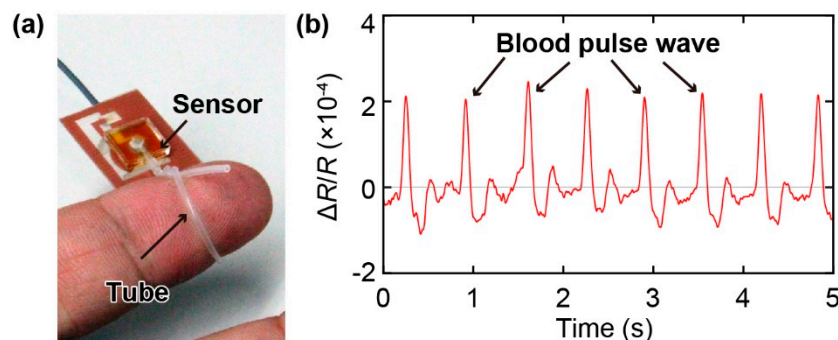 (a)
Sensor
Tube
(b)
Blood pulse wave
ΔR/R (×10⁻⁴)
4
2
0
-2
0 1 2 3 4 5
Time (s)